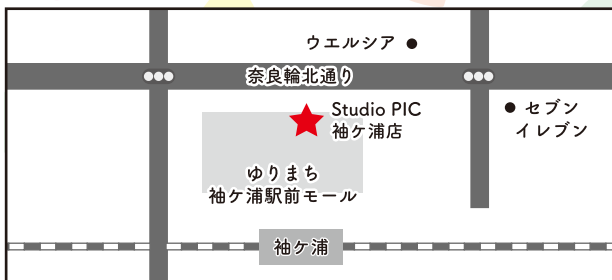 ウエルシア
奈良輪北通り
Studio PIC
袖ケ浦店
セブン
イレブン
ゆりまち
袖ケ浦駅前モール
袖ケ浦